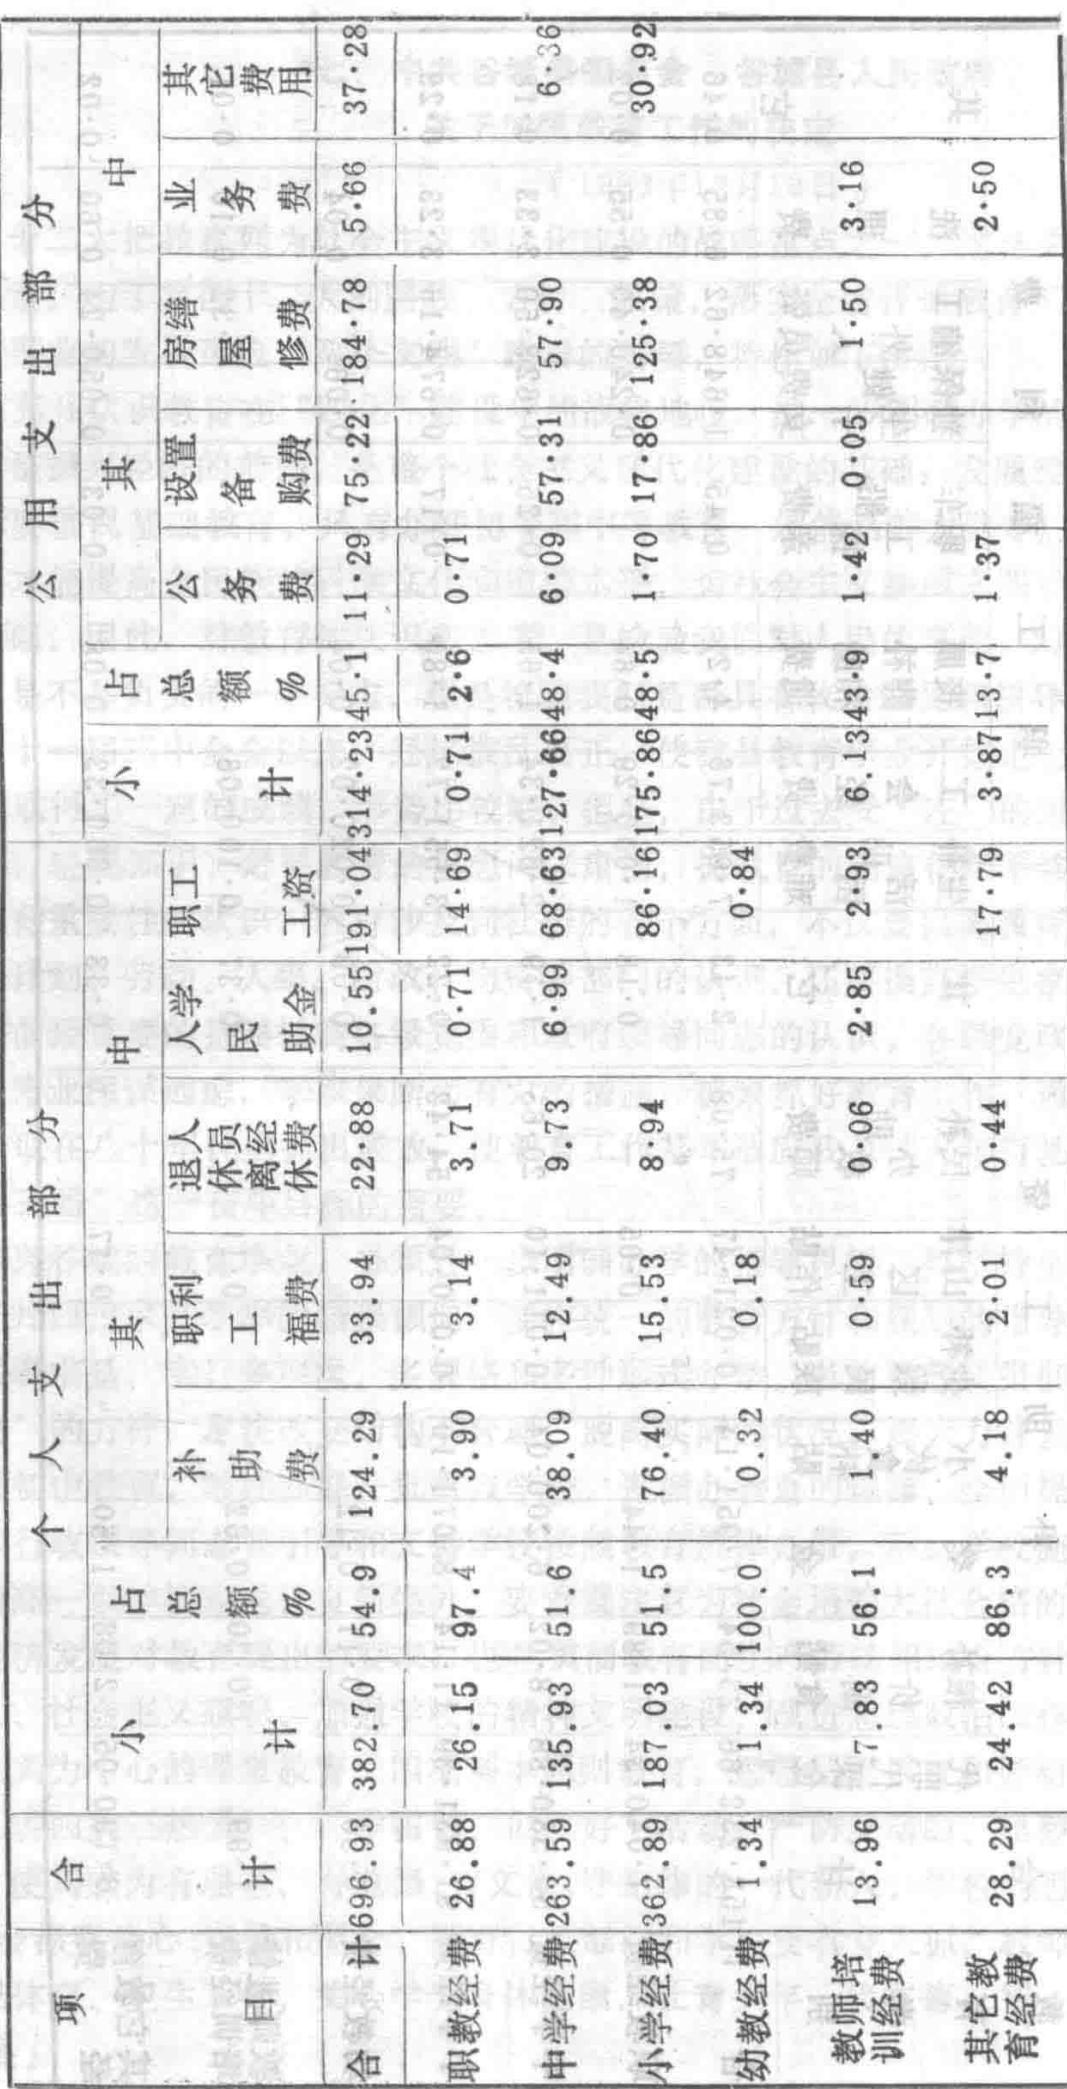 项目 合计 个人支出部分 公用支出部分
小计 占总额% 其中 小计 占总额% 其中
补助费 职工福利费 退休离休人员经费 人民助学金 职工工资 公务费 设备购置费 房屋修缮费 业务费 其它费用
合计 696.93 382.70 54.9 124.29 33.94 22.88 10.55 191.04 314.23 45.1 11.29 75.22 184.78 5.66 37.28
职教经费 26.88 26.15 97.4 3.90 3.14 3.71 0.71 14.69 0.71 2.6 0.71
中学经费 263.59 135.93 51.6 38.09 12.49 9.73 6.99 68.63 127.66 48.4 6.09 57.31 57.90 6.36
小学经费 362.89 187.03 51.5 76.40 15.53 8.94 86.16 175.86 48.5 1.70 17.86 125.38 30.92
幼教经费 1.34 1.34 100.0 0.32 0.18 0.84
教师培训经费 13.96 7.83 56.1 1.40 0.59 0.06 2.85 2.93 6.13 43.9 1.42 0.05 1.50 3.16
其它教育经费 28.29 24.42 86.3 4.18 2.01 0.44 17.79 3.87 13.7 1.37 2.50